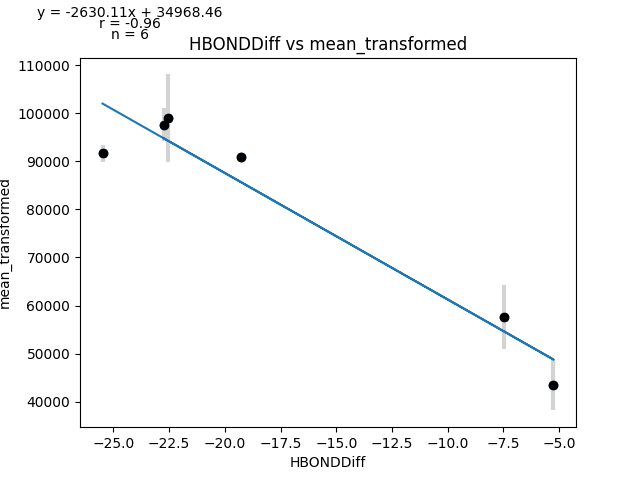 y = -2630.11x + 34968.46
r = -0.96
n = 6
HBONDDiff vs mean_transformed
110000
100000
90000
80000
70000
60000
50000
40000
mean_transformed
−25.0 −22.5 −20.0 −17.5 −15.0 −12.5 −10.0 −7.5 −5.0
HBONDDiff